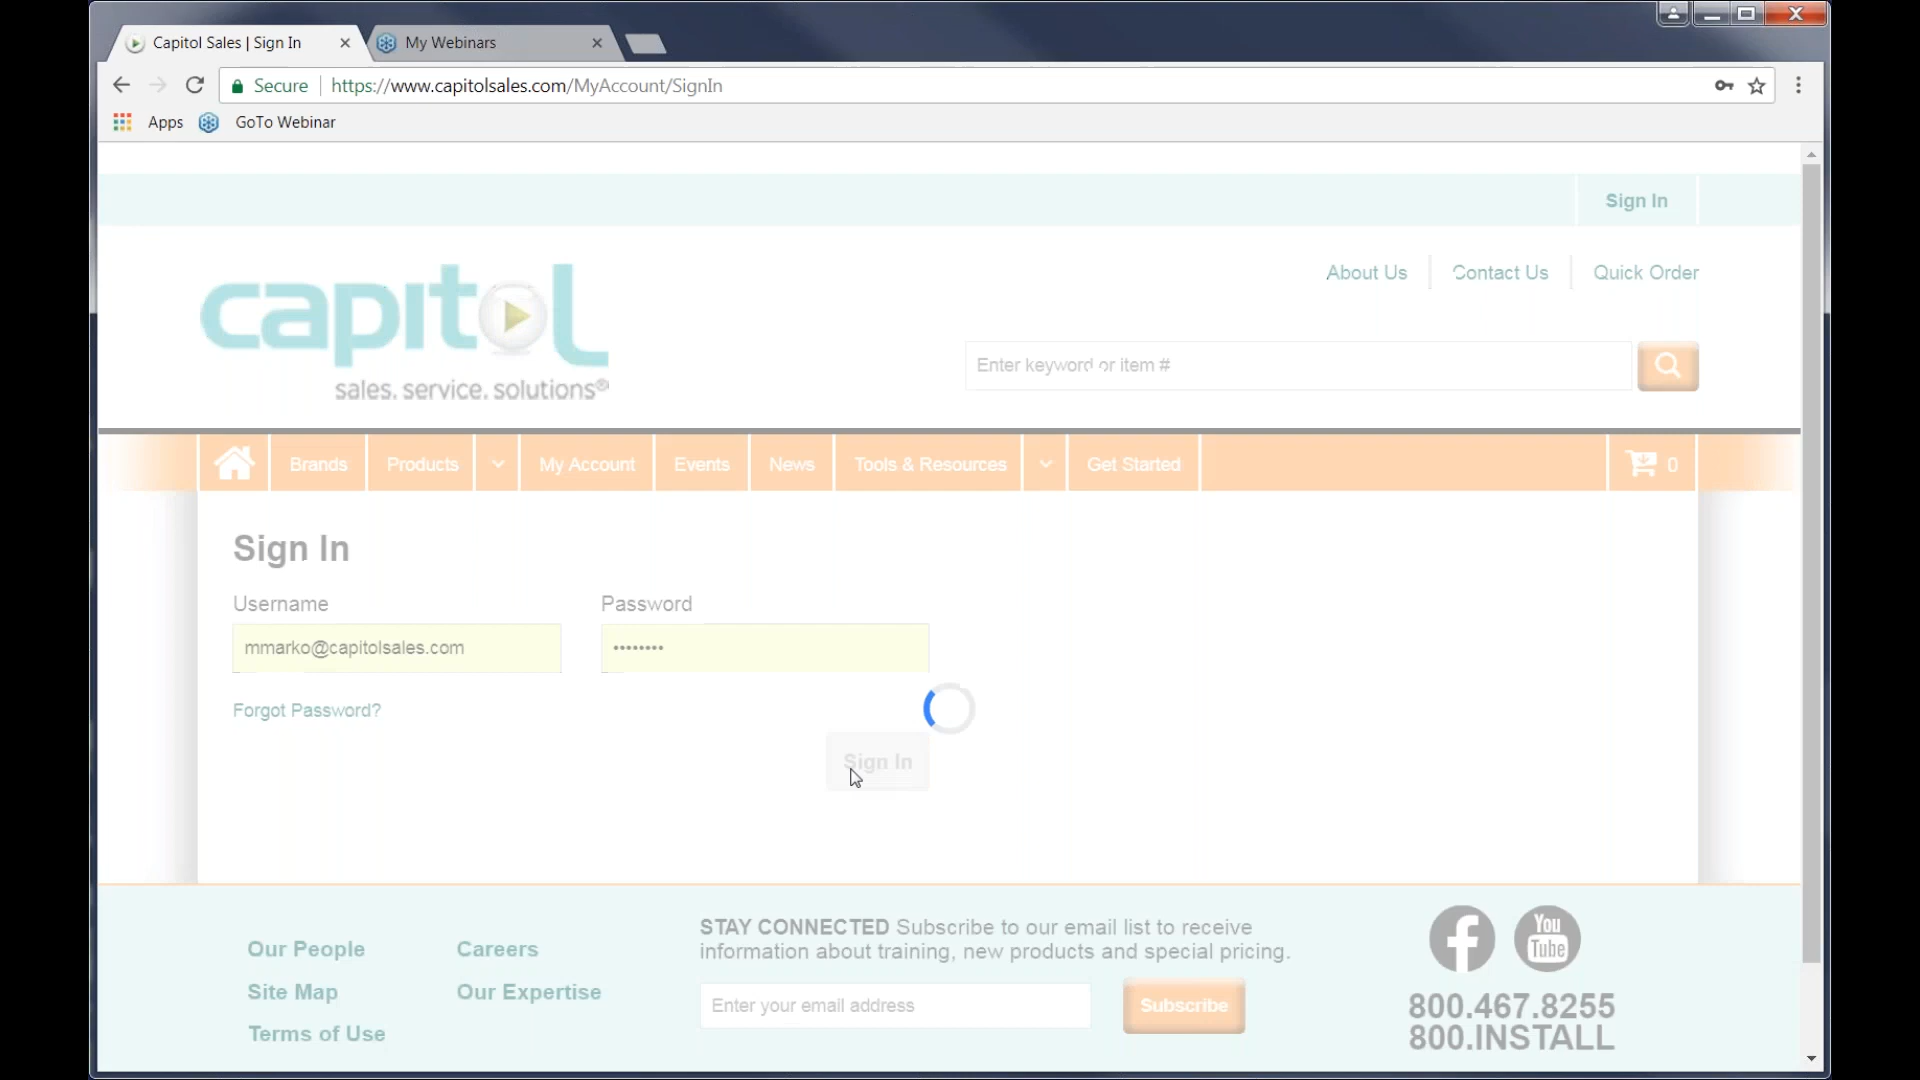 Capitol Sales | Sign In
My Webinars
Secure https://www.capitolsales.com/MyAccount/SignIn
Apps GoTo Webinar
Sign In
About Us Contact Us Quick Order
capitol
sales. service. solutions®
Enter keyword or item #
Brands Products My Account Events News Tools & Resources Get Started 0
Sign In
Username Password
mmarko@capitolsales.com ••••••••
Forgot Password?
Sign In
Our People Careers
Site Map Our Expertise
Terms of Use
STAY CONNECTED Subscribe to our email list to receive
information about training, new products and special pricing.
Enter your email address Subscribe
You
Tube
800.467.8255
800.INSTALL